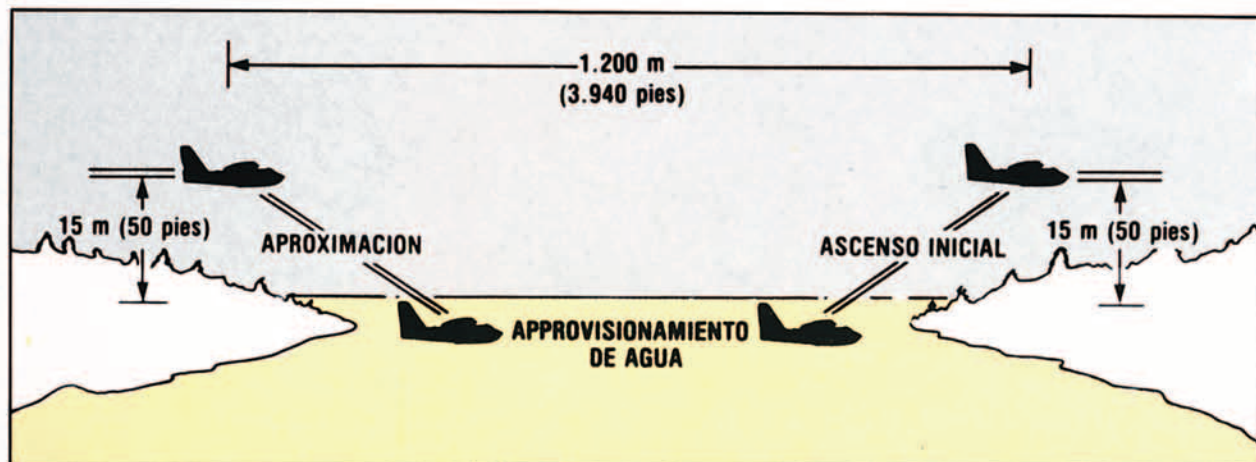 1.200 m
(3.940 pies)
15 m (50 pies)
APROXIMACION
ASCENSO INICIAL
15 m (50 pies)
APPROVISIONAMIENTO
DE AGUA